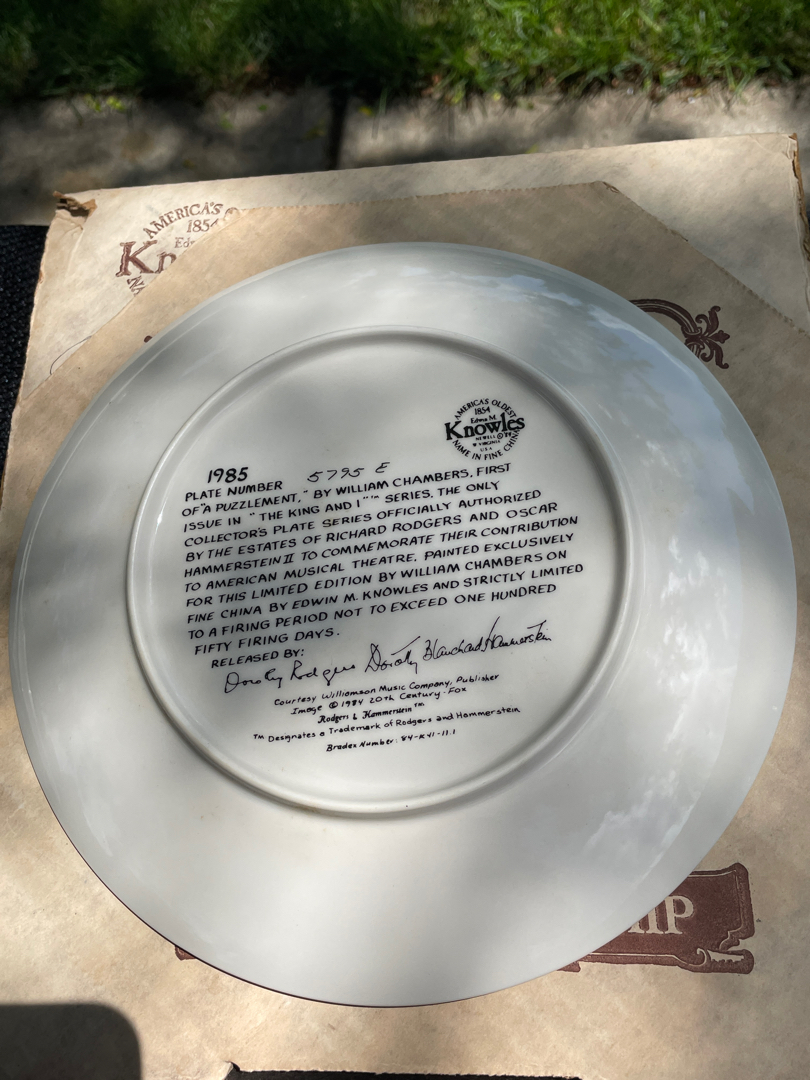 AMERICA'S
1854
Kn
AMERICA'S OLDEST
1854
Edwin M.
Knowles
NEWELL
W VIRGINIA
U.S.A.
NAME IN FINE CHINA
1985
PLATE NUMBER 5795 E
OF "A PUZZLEMENT," BY WILLIAM CHAMBERS, FIRST
ISSUE IN "THE KING AND I"™ SERIES, THE ONLY
COLLECTOR'S PLATE SERIES OFFICIALLY AUTHORIZED
BY THE ESTATES OF RICHARD RODGERS AND OSCAR
HAMMERSTEIN II TO COMMEMORATE THEIR CONTRIBUTION
TO AMERICAN MUSICAL THEATRE. PAINTED EXCLUSIVELY
FOR THIS LIMITED EDITION BY WILLIAM CHAMBERS ON
FINE CHINA BY EDWIN M. KNOWLES AND STRICTLY LIMITED
TO A FIRING PERIOD NOT TO EXCEED ONE HUNDRED
FIFTY FIRING DAYS.
RELEASED BY:
Dorothy Rodgers Dorothy Blanchard Hammerstein
Courtesy Williamson Music Company, Publisher
Image © 1984 20th Century-Fox
Rodgers & Hammerstein™
™ Designates a Trademark of Rodgers and Hammerstein
Bradex Number: 84-K41-11.1
HIP